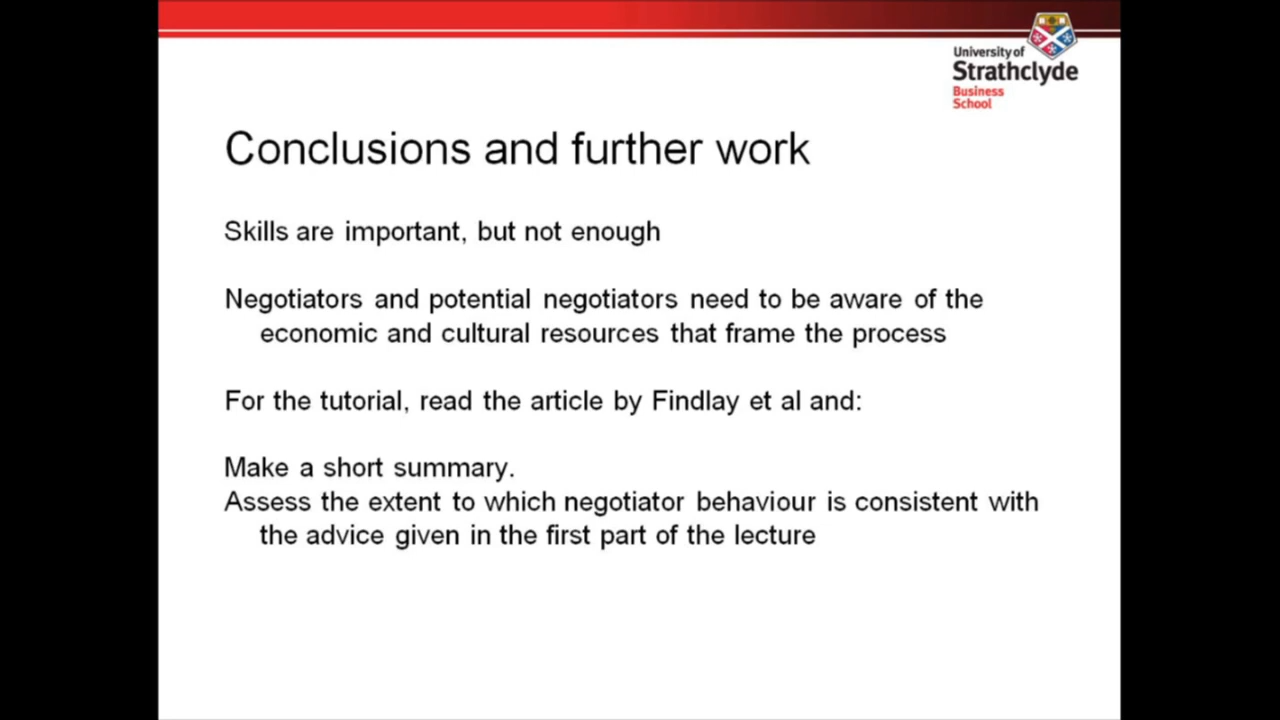 University of
Strathclyde
Business
School
Conclusions and further work
Skills are important, but not enough
Negotiators and potential negotiators need to be aware of the
economic and cultural resources that frame the process
For the tutorial, read the article by Findlay et al and:
Make a short summary.
Assess the extent to which negotiator behaviour is consistent with
the advice given in the first part of the lecture